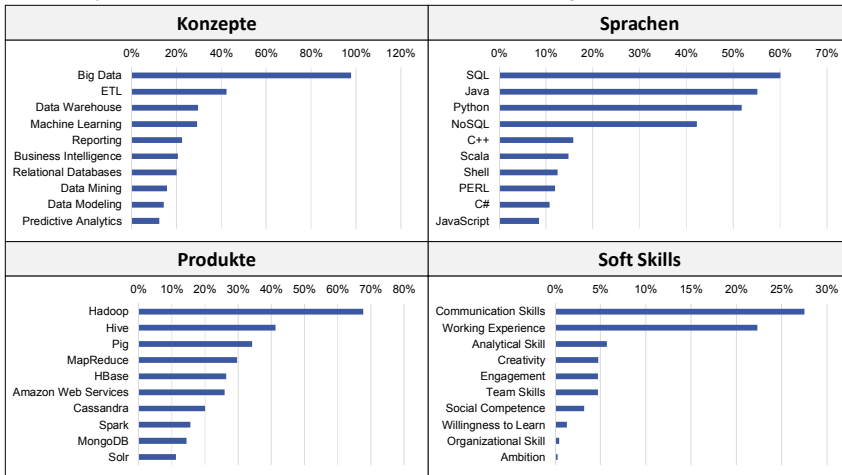 Konzepte
0% 20% 40% 60% 80% 100% 120%
Big Data
ETL
Data Warehouse
Machine Learning
Reporting
Business Intelligence
Relational Databases
Data Mining
Data Modeling
Predictive Analytics
Sprachen
0% 10% 20% 30% 40% 50% 60% 70%
SQL
Java
Python
NoSQL
C++
Scala
Shell
PERL
C#
JavaScript
Produkte
0% 10% 20% 30% 40% 50% 60% 70% 80%
Hadoop
Hive
Pig
MapReduce
HBase
Amazon Web Services
Cassandra
Spark
MongoDB
Solr
Soft Skills
0% 5% 10% 15% 20% 25% 30%
Communication Skills
Working Experience
Analytical Skill
Creativity
Engagement
Team Skills
Social Competence
Willingness to Learn
Organizational Skill
Ambition